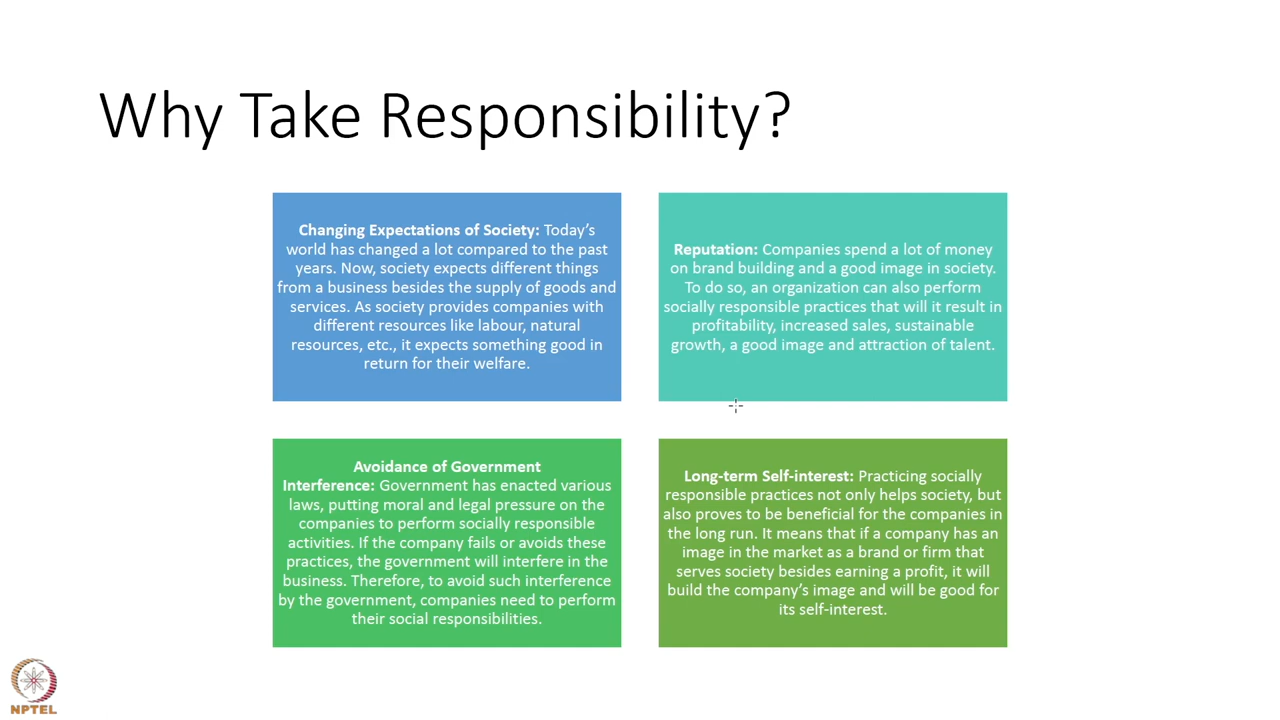 Why Take Responsibility?
Changing Expectations of Society: Today's
world has changed a lot compared to the past
years. Now, society expects different things
from a business besides the supply of goods and
services. As society provides companies with
different resources like labour, natural
resources, etc., it expects something good in
return for their welfare.
Reputation: Companies spend a lot of money
on brand building and a good image in society.
To do so, an organization can also perform
socially responsible practices that will it result in
profitability, increased sales, sustainable
growth, a good image and attraction of talent.
Avoidance of Government
Interference: Government has enacted various
laws, putting moral and legal pressure on the
companies to perform socially responsible
activities. If the company fails or avoids these
practices, the government will interfere in the
business. Therefore, to avoid such interference
by the government, companies need to perform
their social responsibilities.
Long-term Self-interest: Practicing socially
responsible practices not only helps society, but
also proves to be beneficial for the companies in
the long run. It means that if a company has an
image in the market as a brand or firm that
serves society besides earning a profit, it will
build the company's image and will be good for
its self-interest.
NPTEL